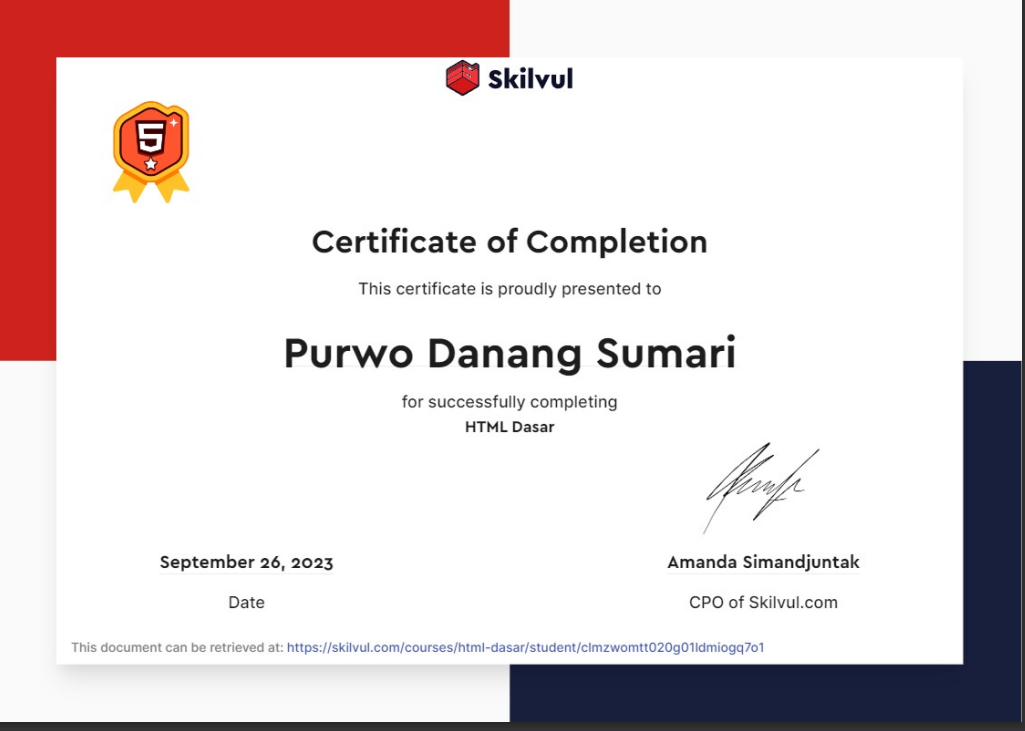 Skilvul
5
Certificate of Completion
This certificate is proudly presented to
Purwo Danang Sumari
for successfully completing
HTML Dasar
September 26, 2023
Amanda Simandjuntak
Date
CPO of Skilvul.com
This document can be retrieved at: https://skilvul.com/courses/html-dasar/student/clmzwomtt020g01ldmiogq7o1